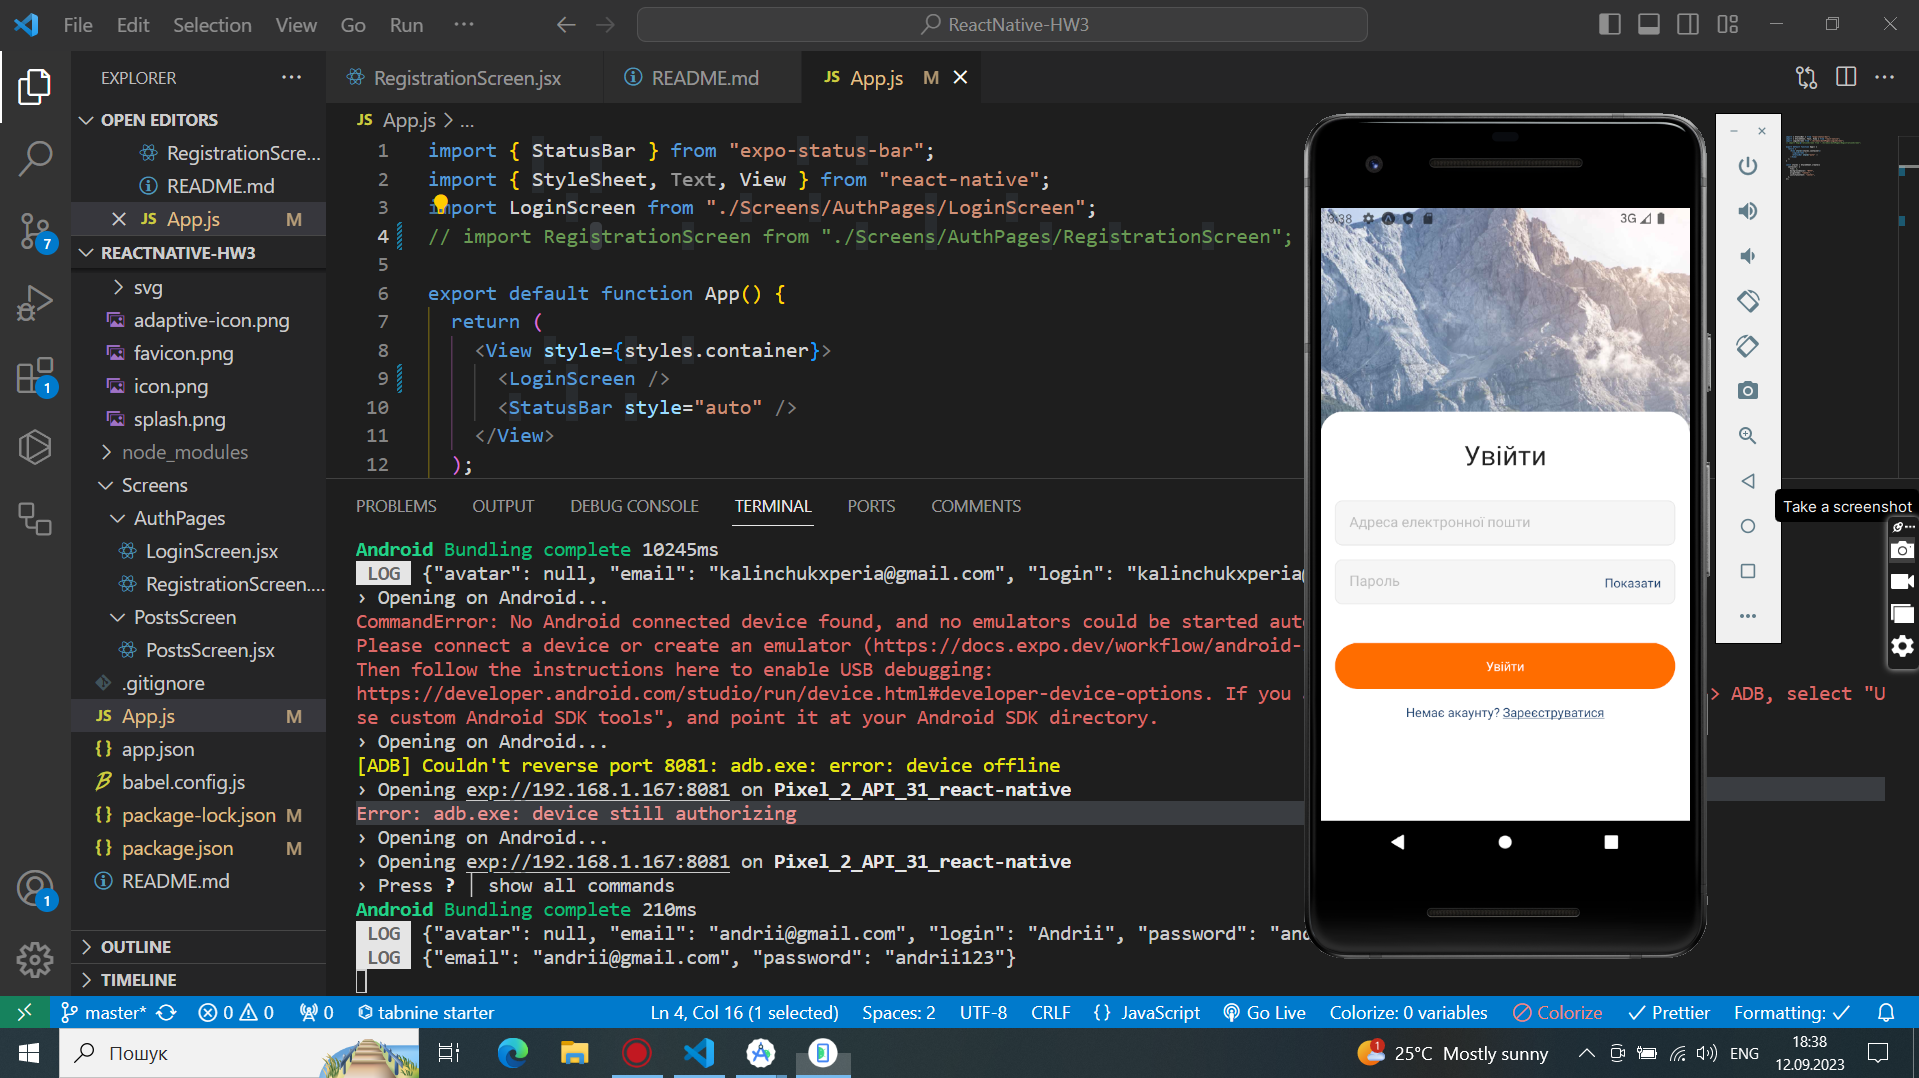 File Edit Selection View Go Run ···
ReactNative-HW3
EXPLORER
RegistrationScreen.jsx
README.md
JS App.js M
OPEN EDITORS
RegistrationScre...
README.md
JS App.js M
REACTNATIVE-HW3
svg
adaptive-icon.png
favicon.png
icon.png
splash.png
node_modules
Screens
AuthPages
LoginScreen.jsx
RegistrationScreen....
PostsScreen
PostsScreen.jsx
.gitignore
JS App.js M
{} app.json
babel.config.js
{} package-lock.json M
{} package.json M
README.md
OUTLINE
TIMELINE
7
1
1
JS App.js > ...
1 import { StatusBar } from "expo-status-bar";
2 import { StyleSheet, Text, View } from "react-native";
3 import LoginScreen from "./Screens/AuthPages/LoginScreen";
4 // import RegistrationScreen from "./Screens/AuthPages/RegistrationScreen";
5
6 export default function App() {
7 return (
8 <View style={styles.container}>
9 <LoginScreen />
10 <StatusBar style="auto" />
11 </View>
12 );
PROBLEMS OUTPUT DEBUG CONSOLE TERMINAL PORTS COMMENTS
Android Bundling complete 10245ms
LOG {"avatar": null, "email": "kalinchukxperia@gmail.com", "login": "kalinchukxperia@
› Opening on Android...
CommandError: No Android connected device found, and no emulators could be started aut
Please connect a device or create an emulator (https://docs.expo.dev/workflow/android-
Then follow the instructions here to enable USB debugging:
https://developer.android.com/studio/run/device.html#developer-device-options. If you > ADB, select "U
se custom Android SDK tools", and point it at your Android SDK directory.
› Opening on Android...
[ADB] Couldn't reverse port 8081: adb.exe: error: device offline
› Opening exp://192.168.1.167:8081 on Pixel_2_API_31_react-native
Error: adb.exe: device still authorizing
› Opening on Android...
› Opening exp://192.168.1.167:8081 on Pixel_2_API_31_react-native
› Press ? │ show all commands
Android Bundling complete 210ms
LOG {"avatar": null, "email": "andrii@gmail.com", "login": "Andrii", "password": "and
LOG {"email": "andrii@gmail.com", "password": "andrii123"}
3G
Увійти
Адреса електронної пошти
Пароль Показати
Увійти
Немає акаунту? Зареєструватися
Take a screenshot
master* 0 0 0 tabnine starter Ln 4, Col 16 (1 selected) Spaces: 2 UTF-8 CRLF {} JavaScript Go Live Colorize: 0 variables Colorize Prettier Formatting:
Пошук
1 25°C Mostly sunny ENG
18:38
12.09.2023